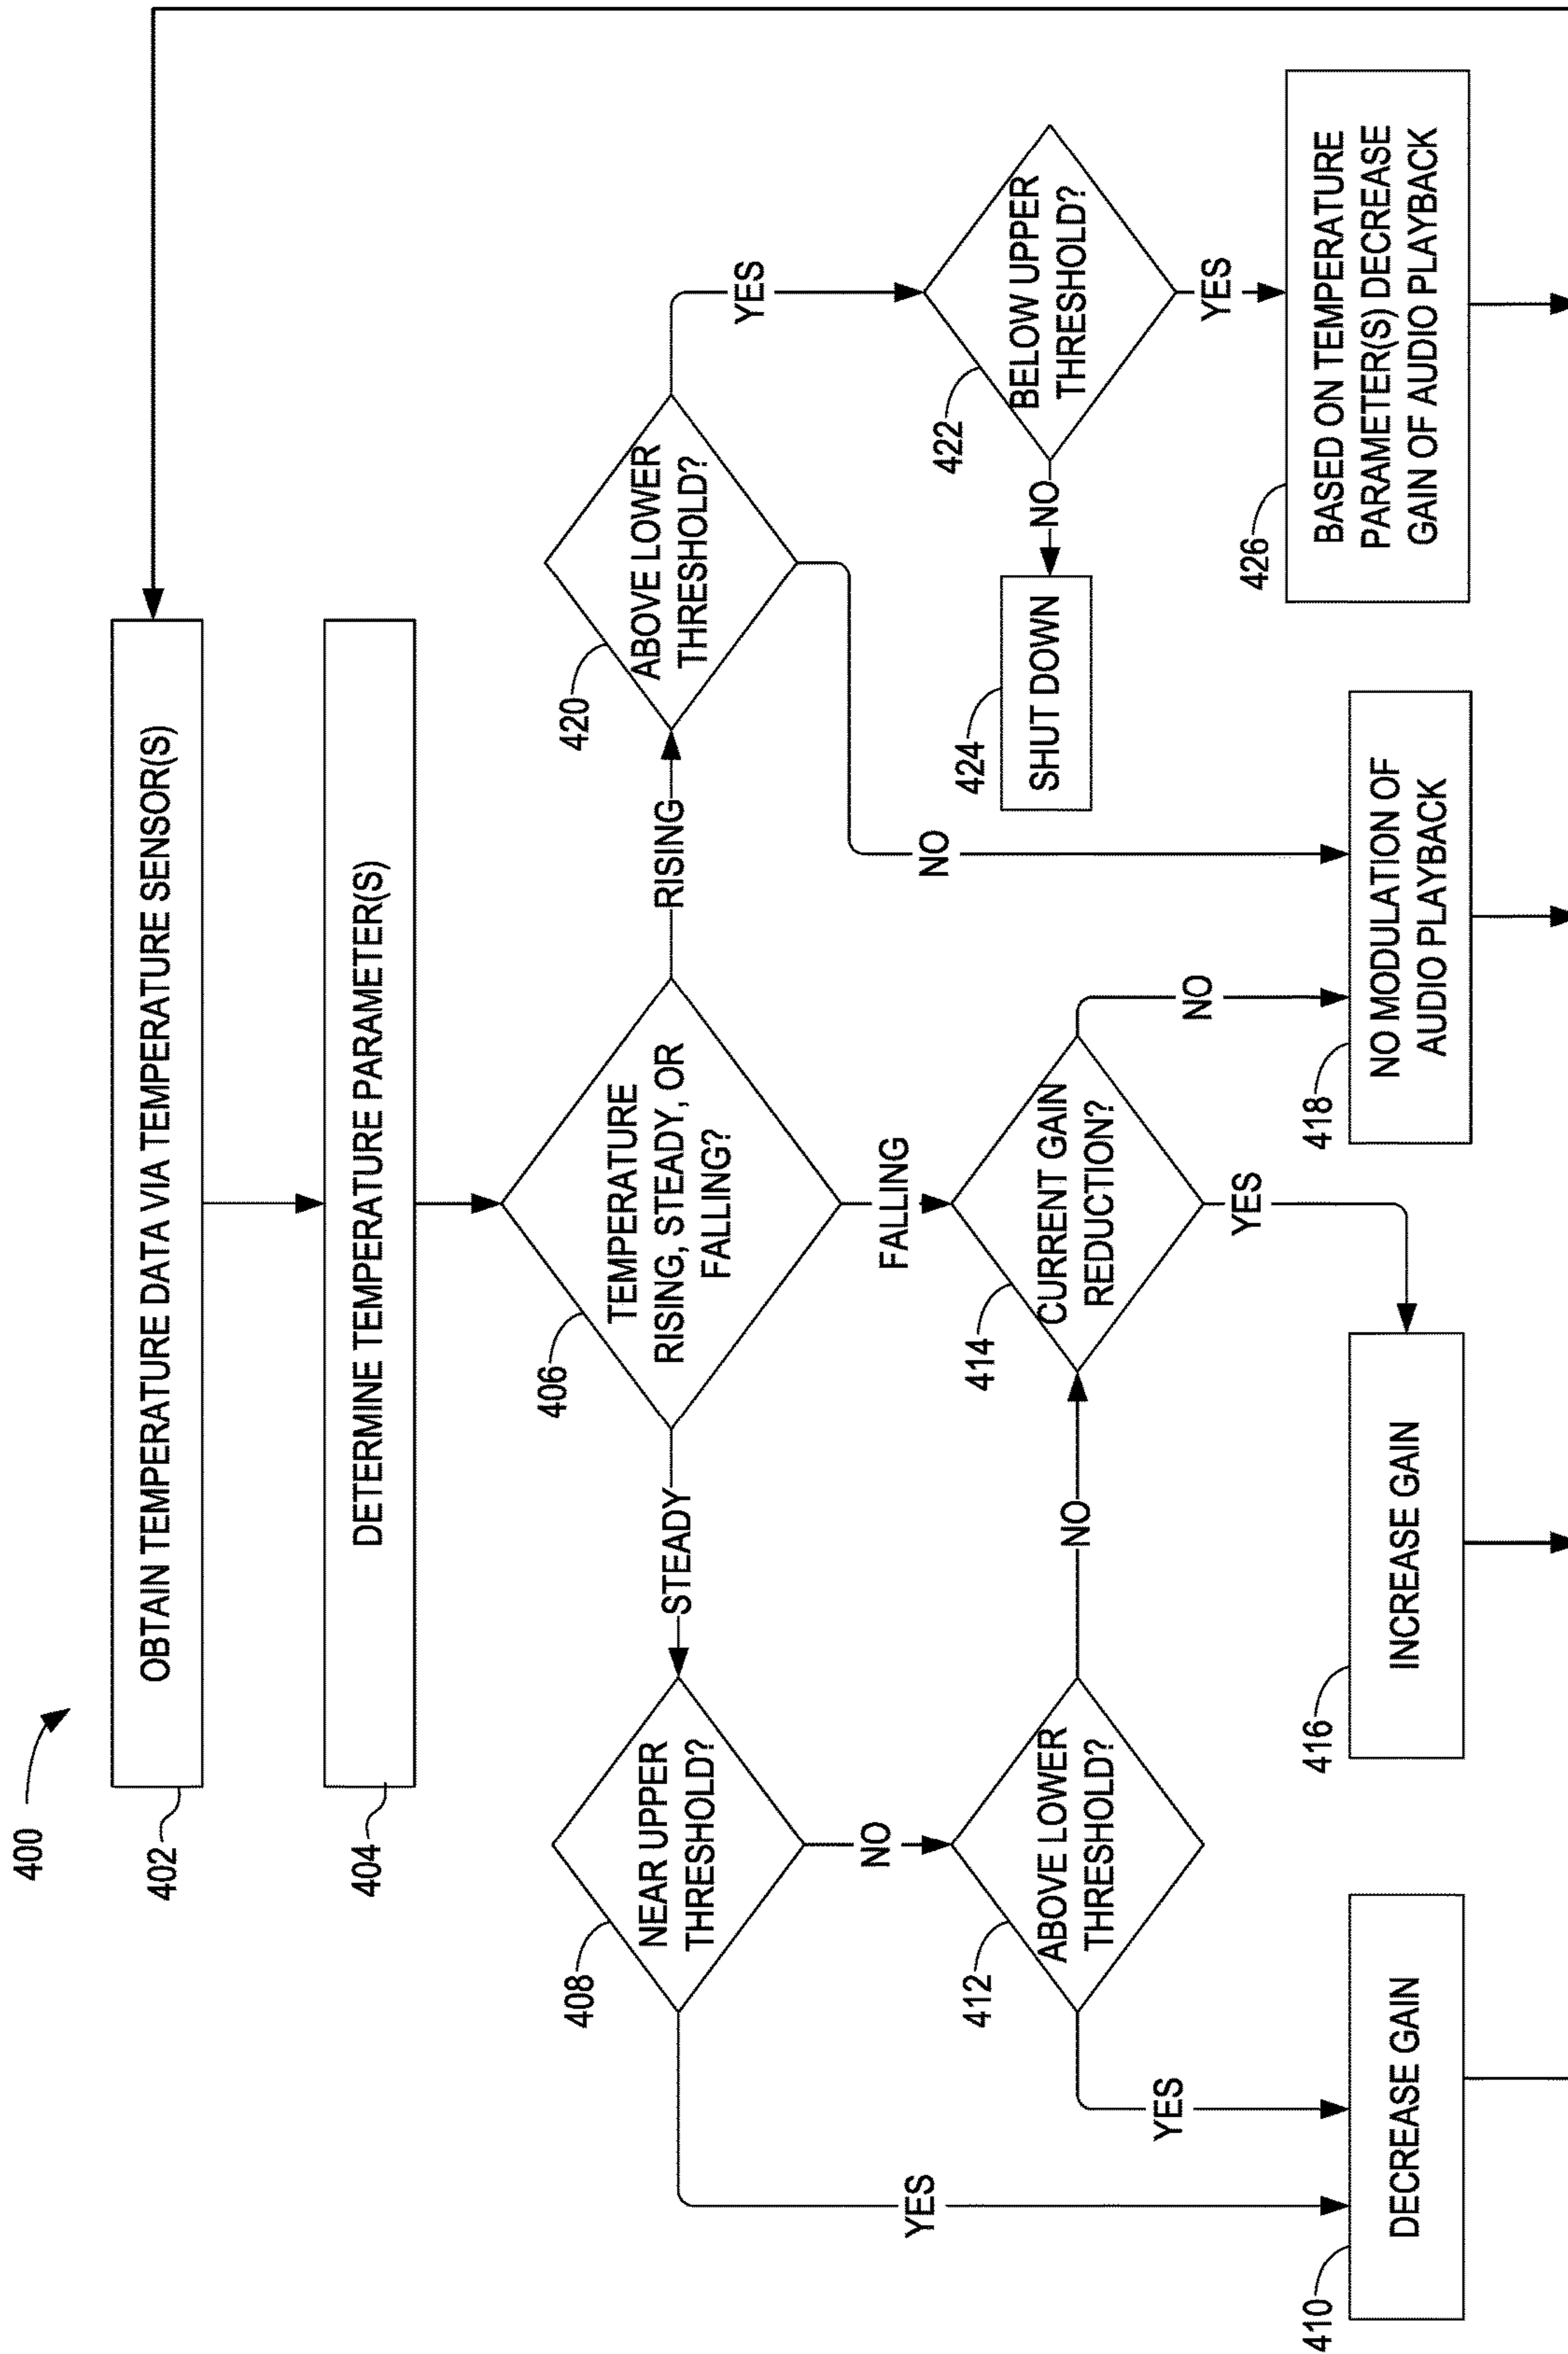 400
402
OBTAIN TEMPERATURE DATA VIA TEMPERATURE SENSOR(S)
404
DETERMINE TEMPERATURE PARAMETER(S)
406
TEMPERATURE
RISING, STEADY, OR
FALLING?
STEADY
RISING
FALLING
408
NEAR UPPER
THRESHOLD?
YES
NO
412
ABOVE LOWER
THRESHOLD?
YES
NO
414
CURRENT GAIN
REDUCTION?
YES
NO
420
ABOVE LOWER
THRESHOLD?
NO
YES
422
BELOW UPPER
THRESHOLD?
NO
YES
424
SHUT DOWN
410
DECREASE GAIN
416
INCREASE GAIN
418
NO MODULATION OF
AUDIO PLAYBACK
426
BASED ON TEMPERATURE
PARAMETER(S) DECREASE
GAIN OF AUDIO PLAYBACK